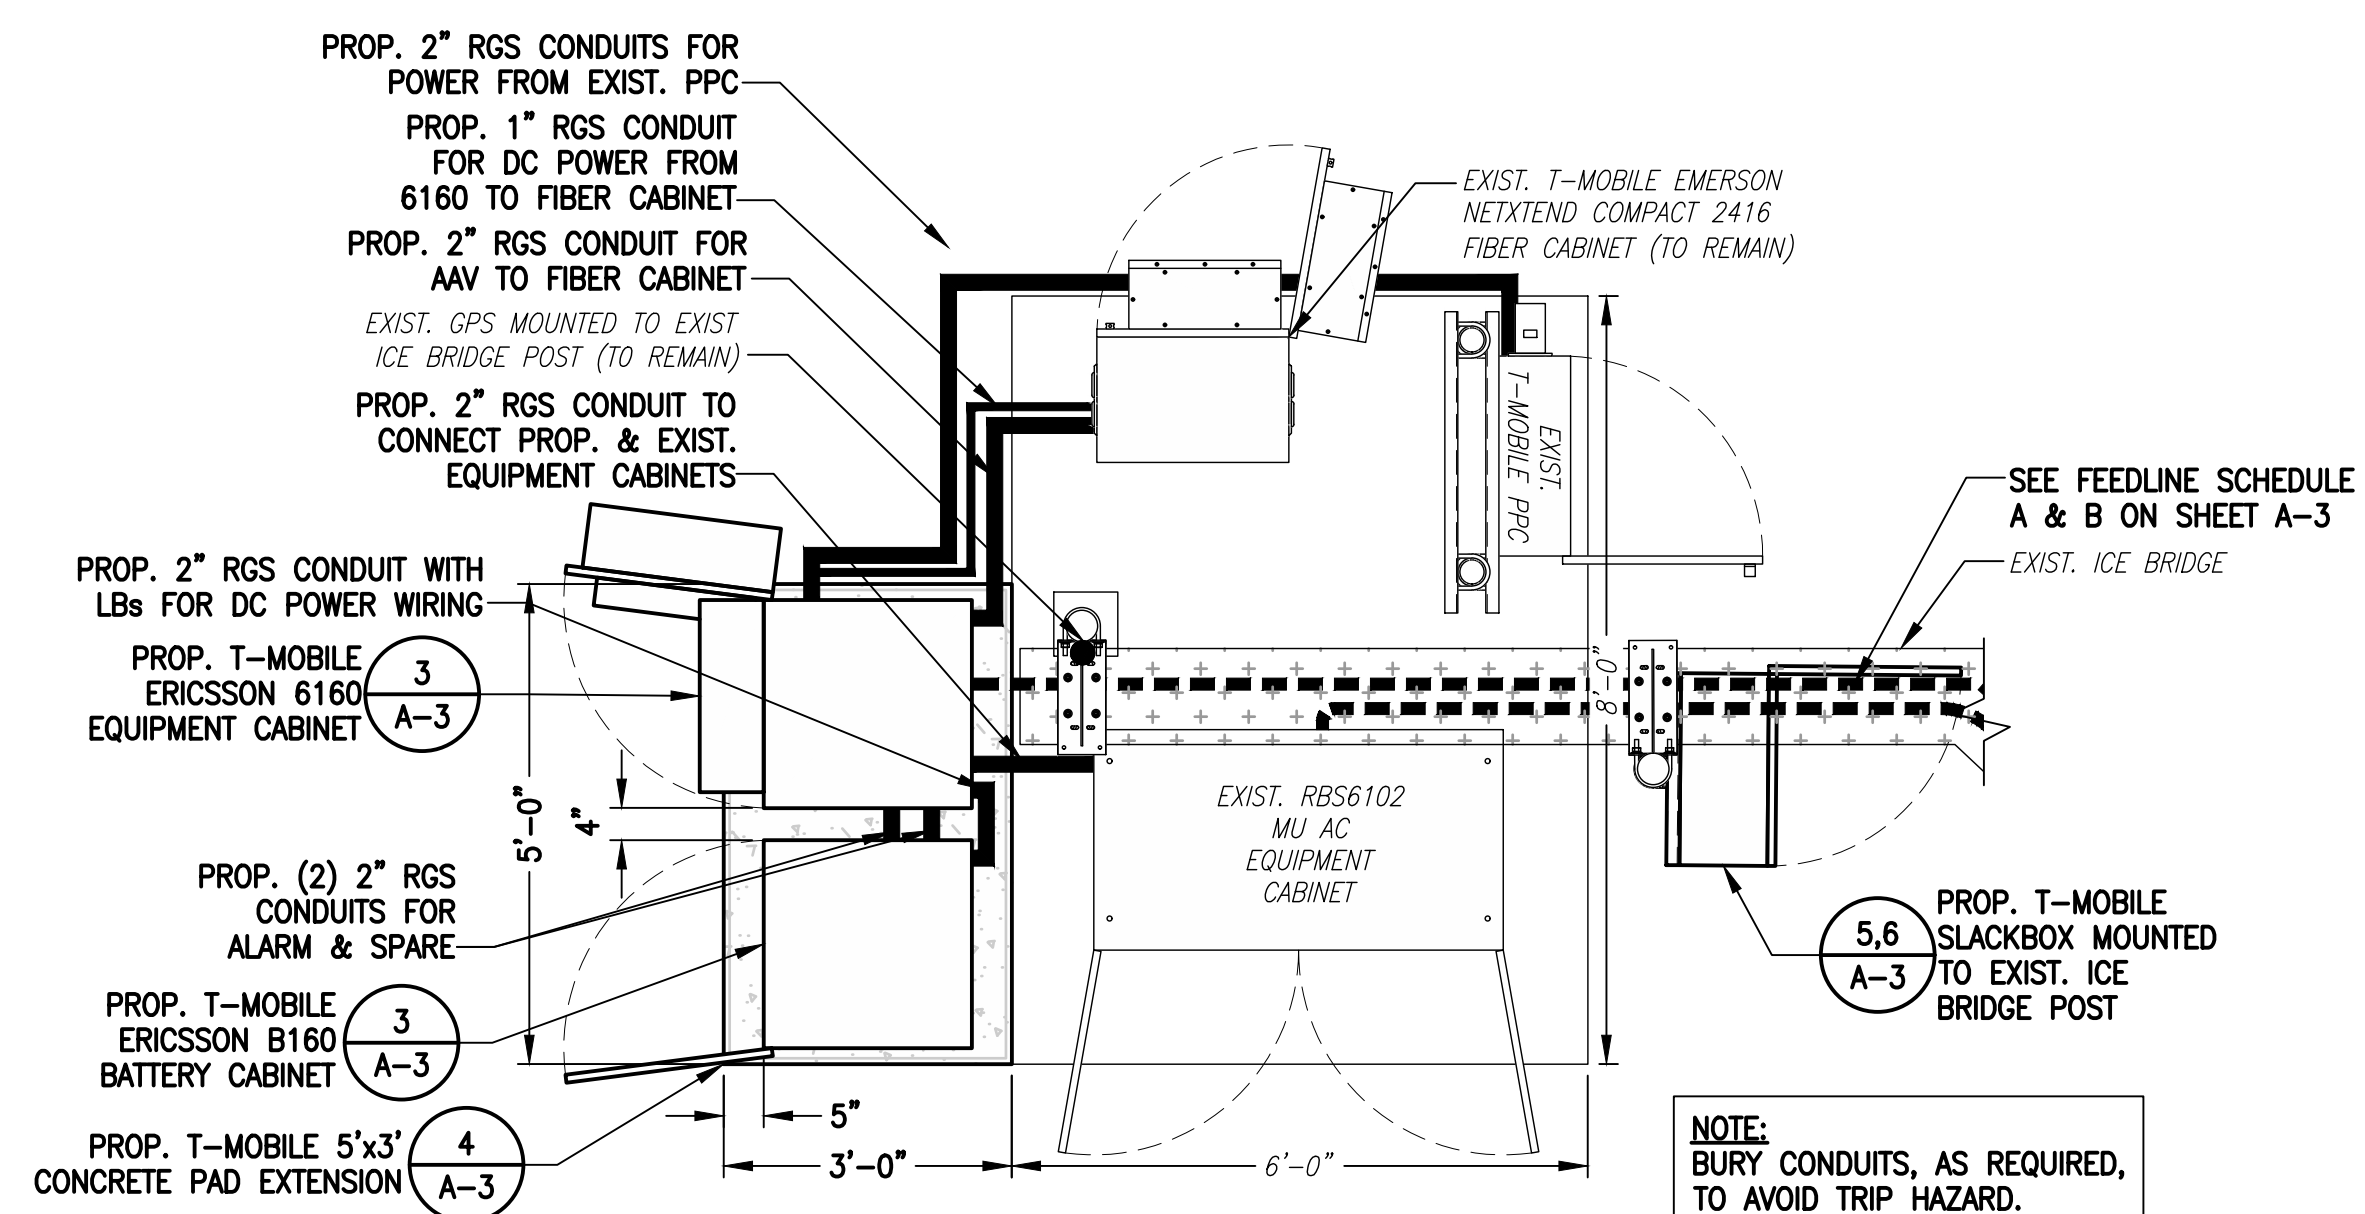 PROP. 2" RGS CONDUITS FOR
POWER FROM EXIST. PPC
PROP. 1" RGS CONDUIT
FOR DC POWER FROM
6160 TO FIBER CABINET
PROP. 2" RGS CONDUIT FOR
AAV TO FIBER CABINET
EXIST. GPS MOUNTED TO EXIST
ICE BRIDGE POST (TO REMAIN)
PROP. 2" RGS CONDUIT TO
CONNECT PROP. & EXIST.
EQUIPMENT CABINETS
PROP. 2" RGS CONDUIT WITH
LBs FOR DC POWER WIRING
PROP. T-MOBILE
ERICSSON 6160
EQUIPMENT CABINET
3
A-3
PROP. (2) 2" RGS
CONDUITS FOR
ALARM & SPARE
PROP. T-MOBILE
ERICSSON B160
BATTERY CABINET
3
A-3
PROP. T-MOBILE 5'x3'
CONCRETE PAD EXTENSION
4
A-3
5'-0"
4"
5"
3'-0"
6'-0"
8'-0"
EXIST. T-MOBILE EMERSON
NETXTEND COMPACT 2416
FIBER CABINET (TO REMAIN)
EXIST.
T-MOBILE PPC
EXIST. RBS6102
MU AC
EQUIPMENT
CABINET
SEE FEEDLINE SCHEDULE
A & B ON SHEET A-3
EXIST. ICE BRIDGE
5,6
A-3
PROP. T-MOBILE
SLACKBOX MOUNTED
TO EXIST. ICE
BRIDGE POST
NOTE:
BURY CONDUITS, AS REQUIRED,
TO AVOID TRIP HAZARD.